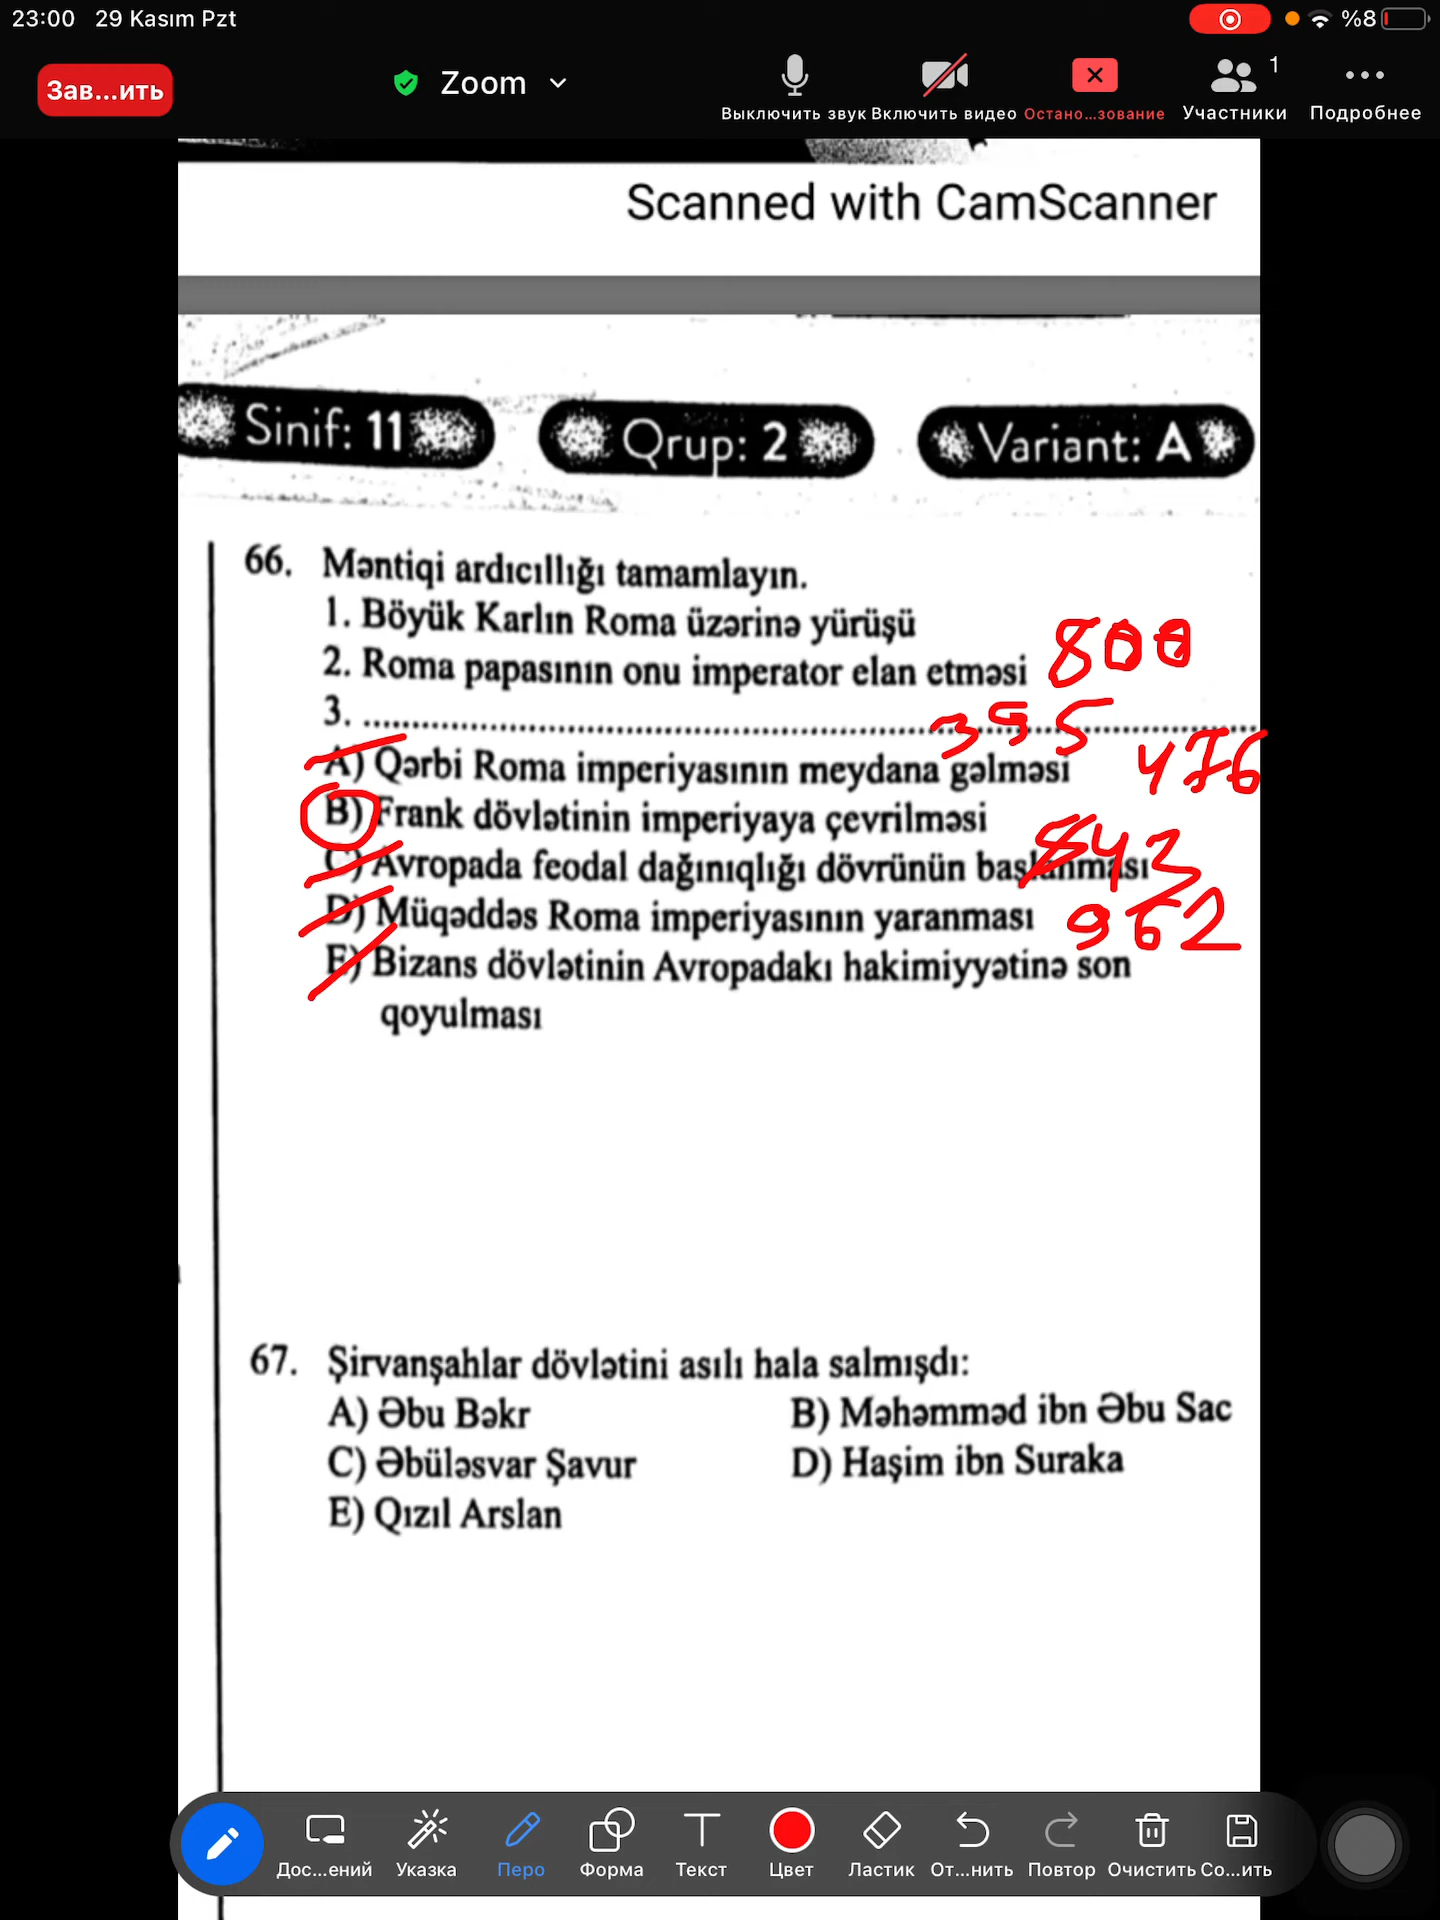 23:00 29 Kasım Pzt %8
Зав...ить Zoom
Выключить звук Включить видео Остано...зование Участники 1 Подробнее
Scanned with CamScanner
Sinif: 11 Qrup: 2 Variant: A
66. Məntiqi ardıcıllığı tamamlayın.
1. Böyük Karlın Roma üzərinə yürüşü
2. Roma papasının onu imperator elan etməsi 800
3. ........................................................
395
A) Qərbi Roma imperiyasının meydana gəlməsi 476
B) Frank dövlətinin imperiyaya çevrilməsi
C) Avropada feodal dağınıqlığı dövrünün başlanması 843
D) Müqəddəs Roma imperiyasının yaranması 962
E) Bizans dövlətinin Avropadakı hakimiyyətinə son
qoyulması
67. Şirvanşahlar dövlətini asılı hala salmışdı:
A) Əbu Bəkr B) Məhəmməd ibn Əbu Sac
C) Əbüləsvar Şavur D) Haşim ibn Suraka
E) Qızıl Arslan
Дос...ений Указка Перо Форма Текст Цвет Ластик От...нить Повтор Очистить Со...ить